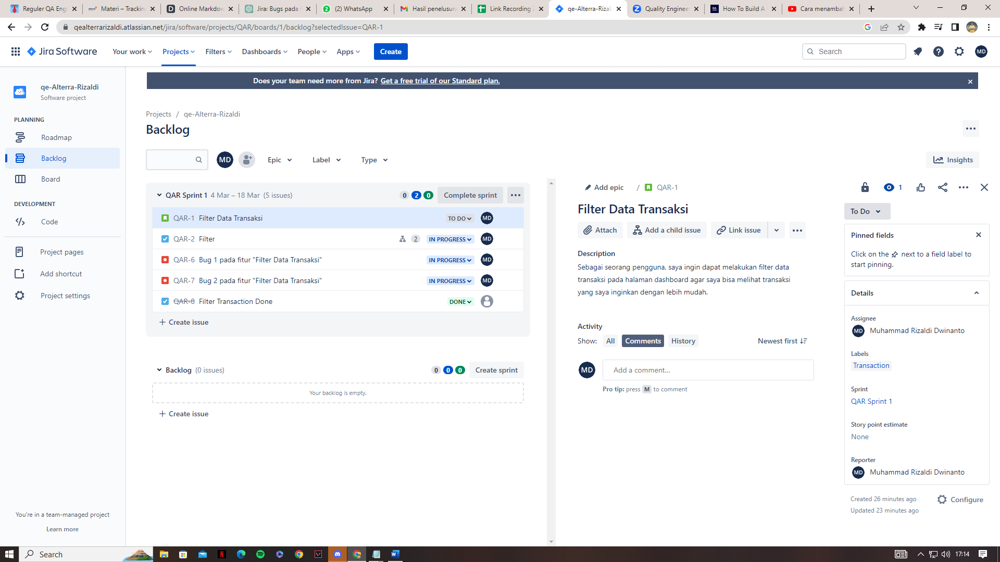 Reguler QA Eng
Materi – Trackin
Online Markdow
Jira: Bugs pada
(2) WhatsApp
Hasil penelusura
Link Recording Z
qe-Alterra-Rizal
Quality Enginee
How To Build A
Cara menambah
qealterrarizaldi.atlassian.net/jira/software/projects/QAR/boards/1/backlog?selectedIssue=QAR-1
Jira Software
Your work
Projects
Filters
Dashboards
People
Apps
Create
Search
MD
Does your team need more from Jira? Get a free trial of our Standard plan.
qe-Alterra-Rizaldi
Software project
PLANNING
Roadmap
Backlog
Board
DEVELOPMENT
Code
Project pages
Add shortcut
Project settings
You're in a team-managed project
Learn more
Projects / qe-Alterra-Rizaldi
Backlog
MD
Epic
Label
Type
Insights
QAR Sprint 1 4 Mar – 18 Mar (5 issues)
0 2 0
Complete sprint
QAR-1 Filter Data Transaksi TO DO MD
QAR-2 Filter 2 IN PROGRESS MD
QAR-6 Bug 1 pada fitur "Filter Data Transaksi" IN PROGRESS MD
QAR-7 Bug 2 pada fitur "Filter Data Transaksi" IN PROGRESS MD
QAR-8 Filter Transaction Done DONE
+ Create issue
Backlog (0 issues)
0 0 0
Create sprint
Your backlog is empty.
+ Create issue
Add epic / QAR-1
1
Filter Data Transaksi
Attach
Add a child issue
Link issue
Description
Sebagai seorang pengguna, saya ingin dapat melakukan filter data
transaksi pada halaman dashboard agar saya bisa melihat transaksi
yang saya inginkan dengan lebih mudah.
Activity
Show: All Comments History
Newest first
MD
Add a comment...
Pro tip: press M to comment
To Do
Pinned fields
Click on the next to a field label to
start pinning.
Details
Assignee
MD Muhammad Rizaldi Dwinanto
Labels
Transaction
Sprint
QAR Sprint 1
Story point estimate
None
Reporter
MD Muhammad Rizaldi Dwinanto
Created 26 minutes ago
Configure
Updated 23 minutes ago
Search
17:14